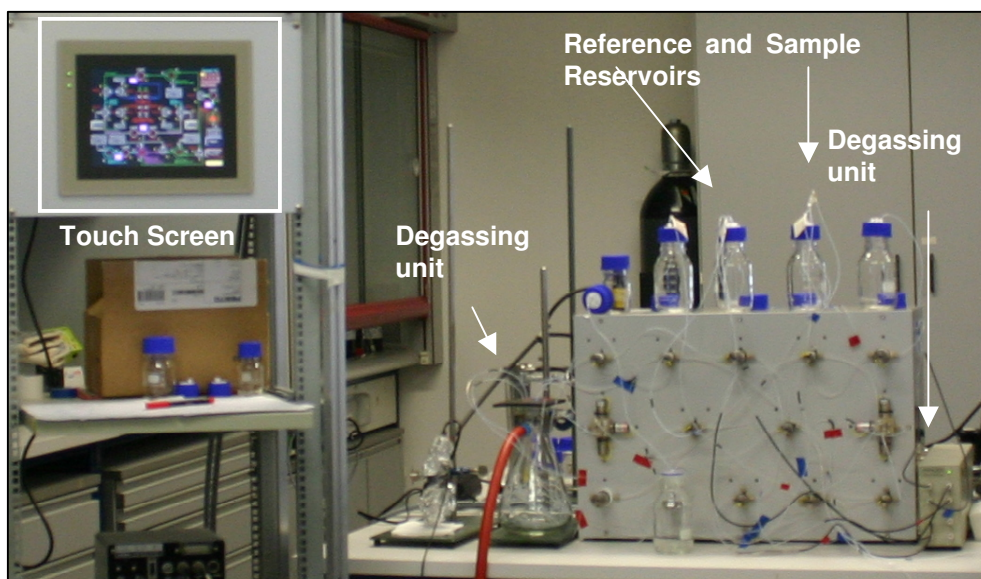 Reference and Sample
Reservoirs
Degassing
unit
Touch Screen
Degassing
unit